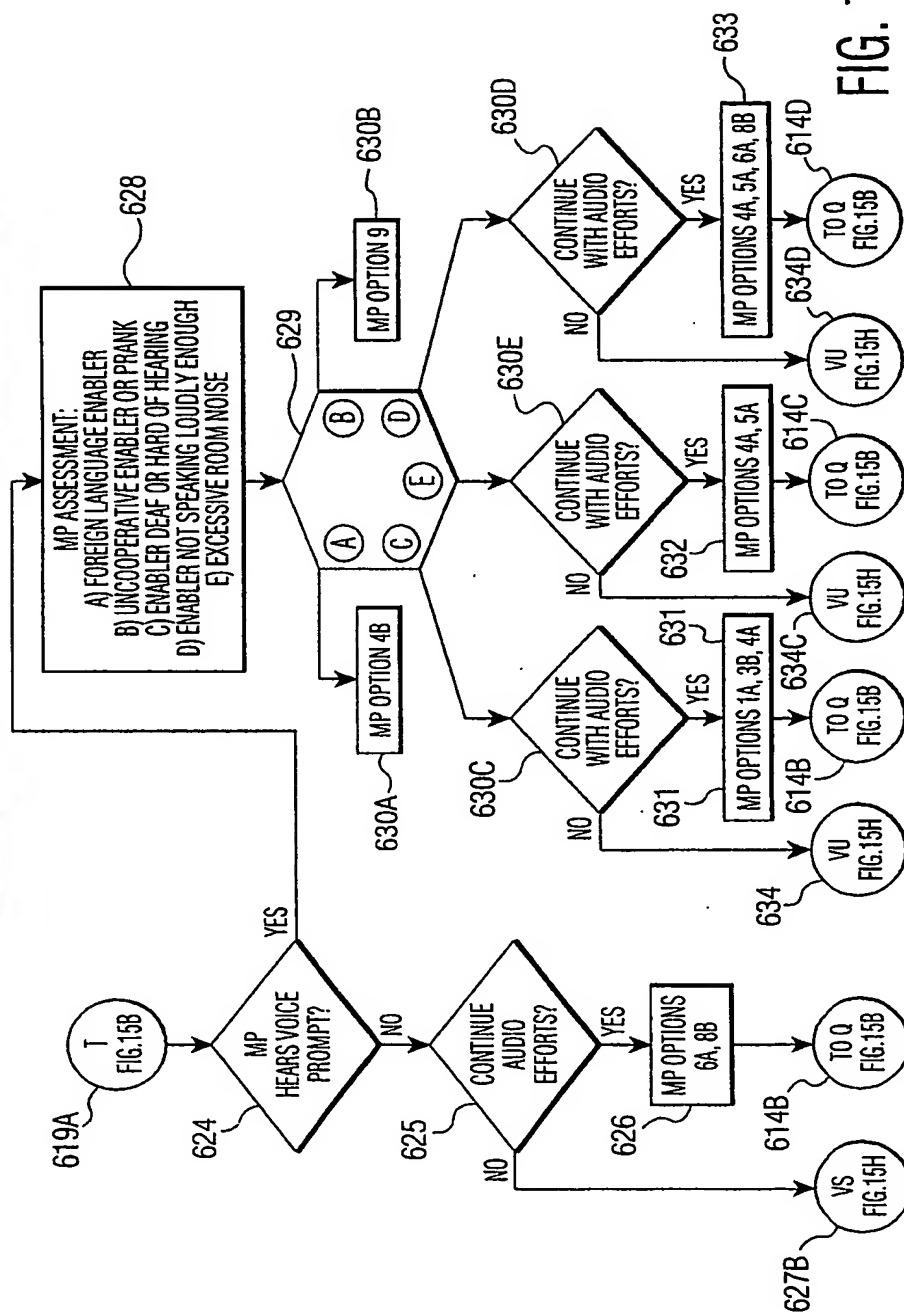 619A
T
FIG.15B
624
MP
HEARS VOICE
PROMPT?
YES
NO
625
CONTINUE
AUDIO
EFFORTS?
NO
YES
626
MP OPTIONS
6A, 8B
627B
VS
FIG.15H
614B
TO Q
FIG.15B
628
MP ASSESSMENT:
A) FOREIGN LANGUAGE ENABLER
B) UNCOOPERATIVE ENABLER OR PRANK
C) ENABLER DEAF OR HARD OF HEARING
D) ENABLER NOT SPEAKING LOUDLY ENOUGH
E) EXCESSIVE ROOM NOISE
629
A
B
C
D
E
630A
MP OPTION 4B
630B
MP OPTION 9
630C
CONTINUE
WITH AUDIO
EFFORTS?
NO
YES
631
MP OPTIONS 1A, 3B, 4A
631
634
VU
FIG.15H
614B
TO Q
FIG.15B
630E
CONTINUE
WITH AUDIO
EFFORTS?
NO
YES
632
MP OPTIONS 4A, 5A
634C
VU
FIG.15H
614C
TO Q
FIG.15B
630D
CONTINUE
WITH AUDIO
EFFORTS?
NO
YES
633
MP OPTIONS 4A, 5A, 6A, 8B
634D
VU
FIG.15H
614D
TO Q
FIG.15B
FIG.